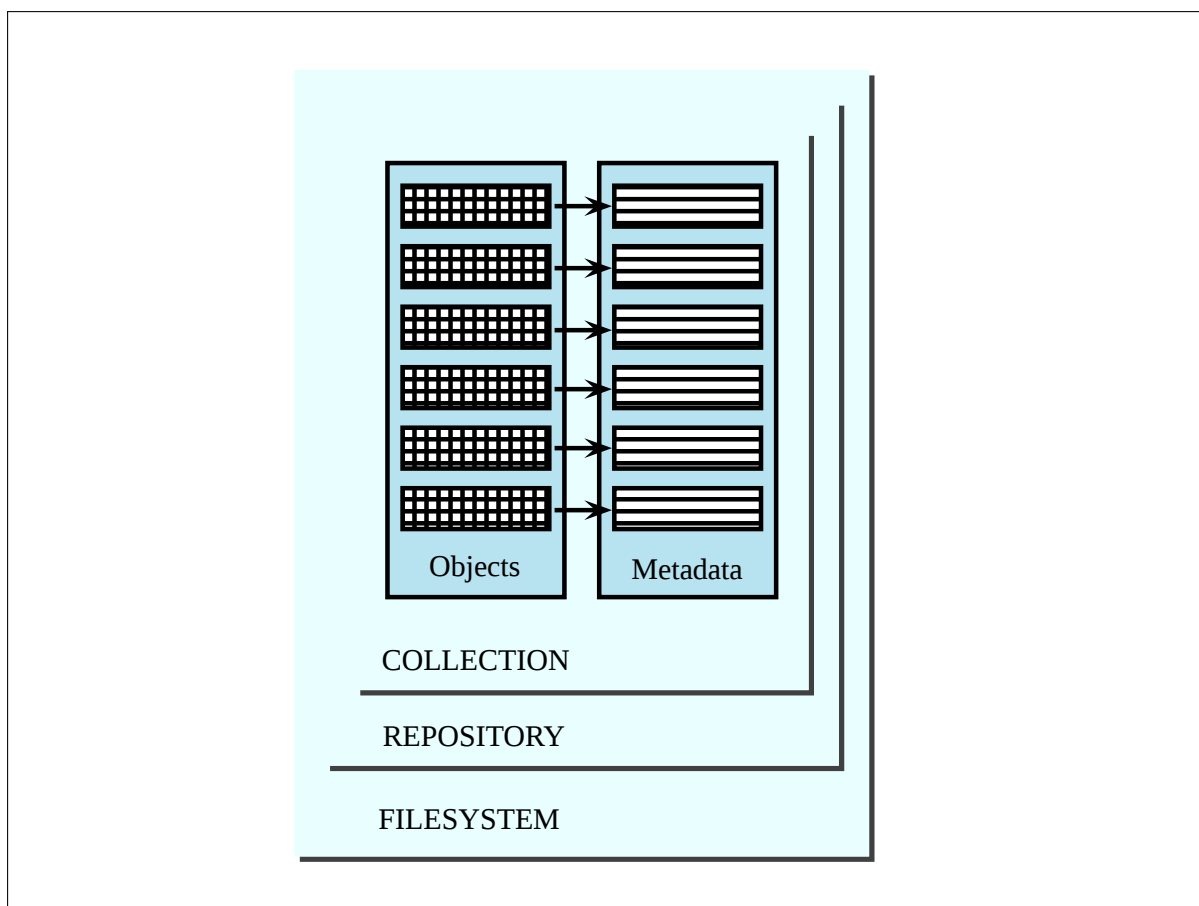 Objects
Metadata
COLLECTION
REPOSITORY
FILESYSTEM